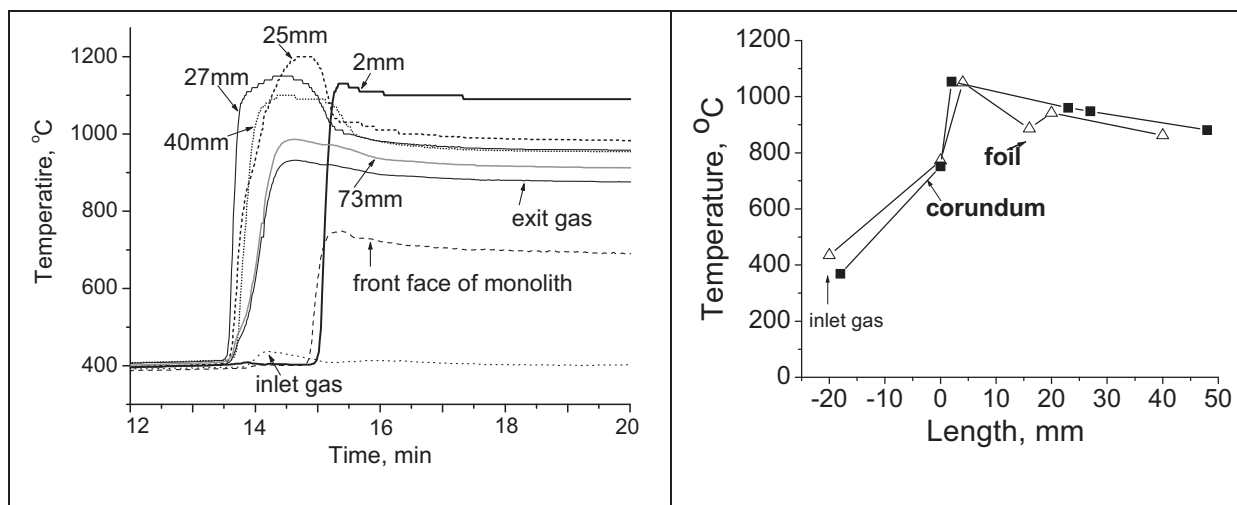 25mm
1200
2mm
27mm
1000
40mm
73mm
exit gas
800
front face of monolith
600
inlet gas
400
12
14
16
18
20
Time, min
Temperatire, °C
1200
1000
800
foil
corundum
600
400
inlet gas
200
0
-20
-10
0
10
20
30
40
50
Length, mm
Temperature, °C